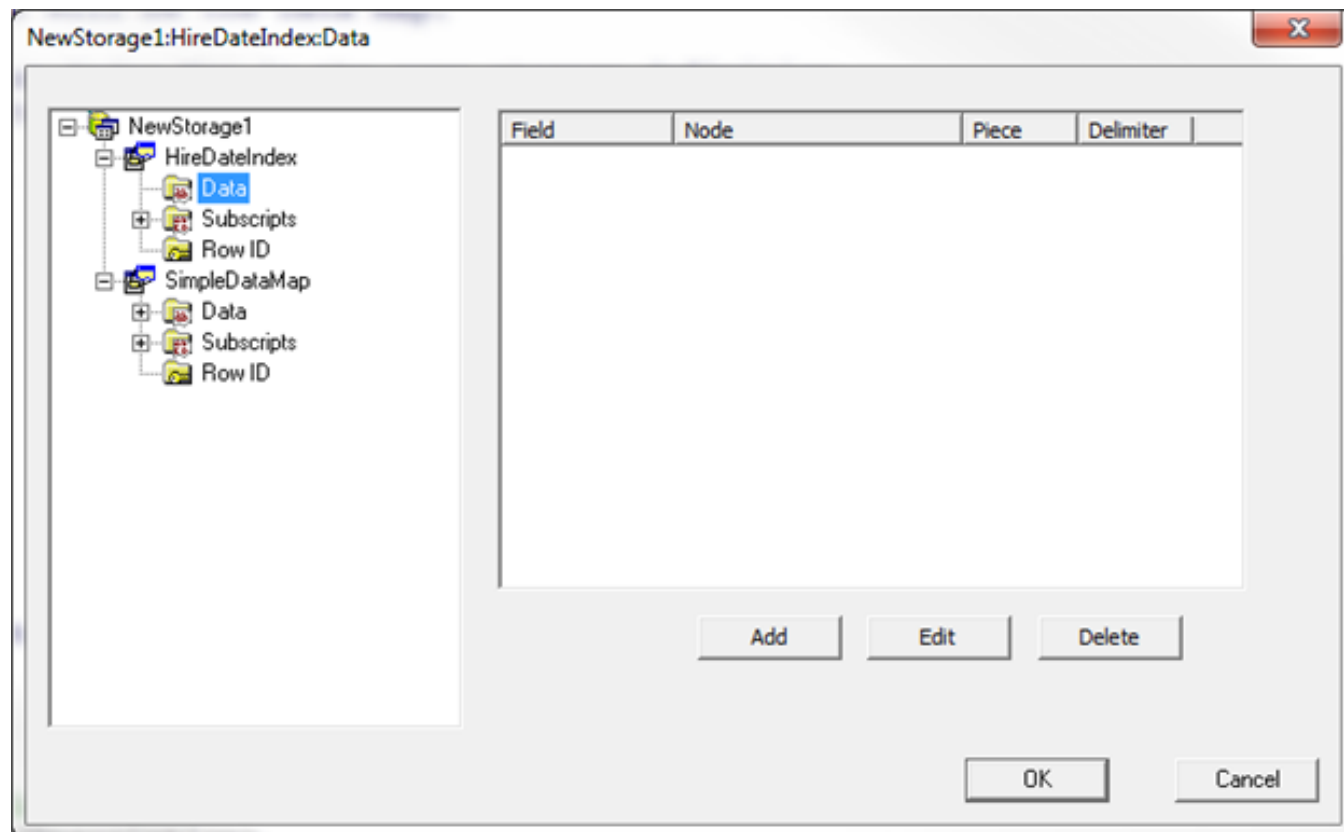 NewStorage1:HireDateIndex:Data
NewStorage1
HireDateIndex
Data
Subscripts
Row ID
SimpleDataMap
Data
Subscripts
Row ID
Field Node Piece Delimiter
Add Edit Delete
OK Cancel